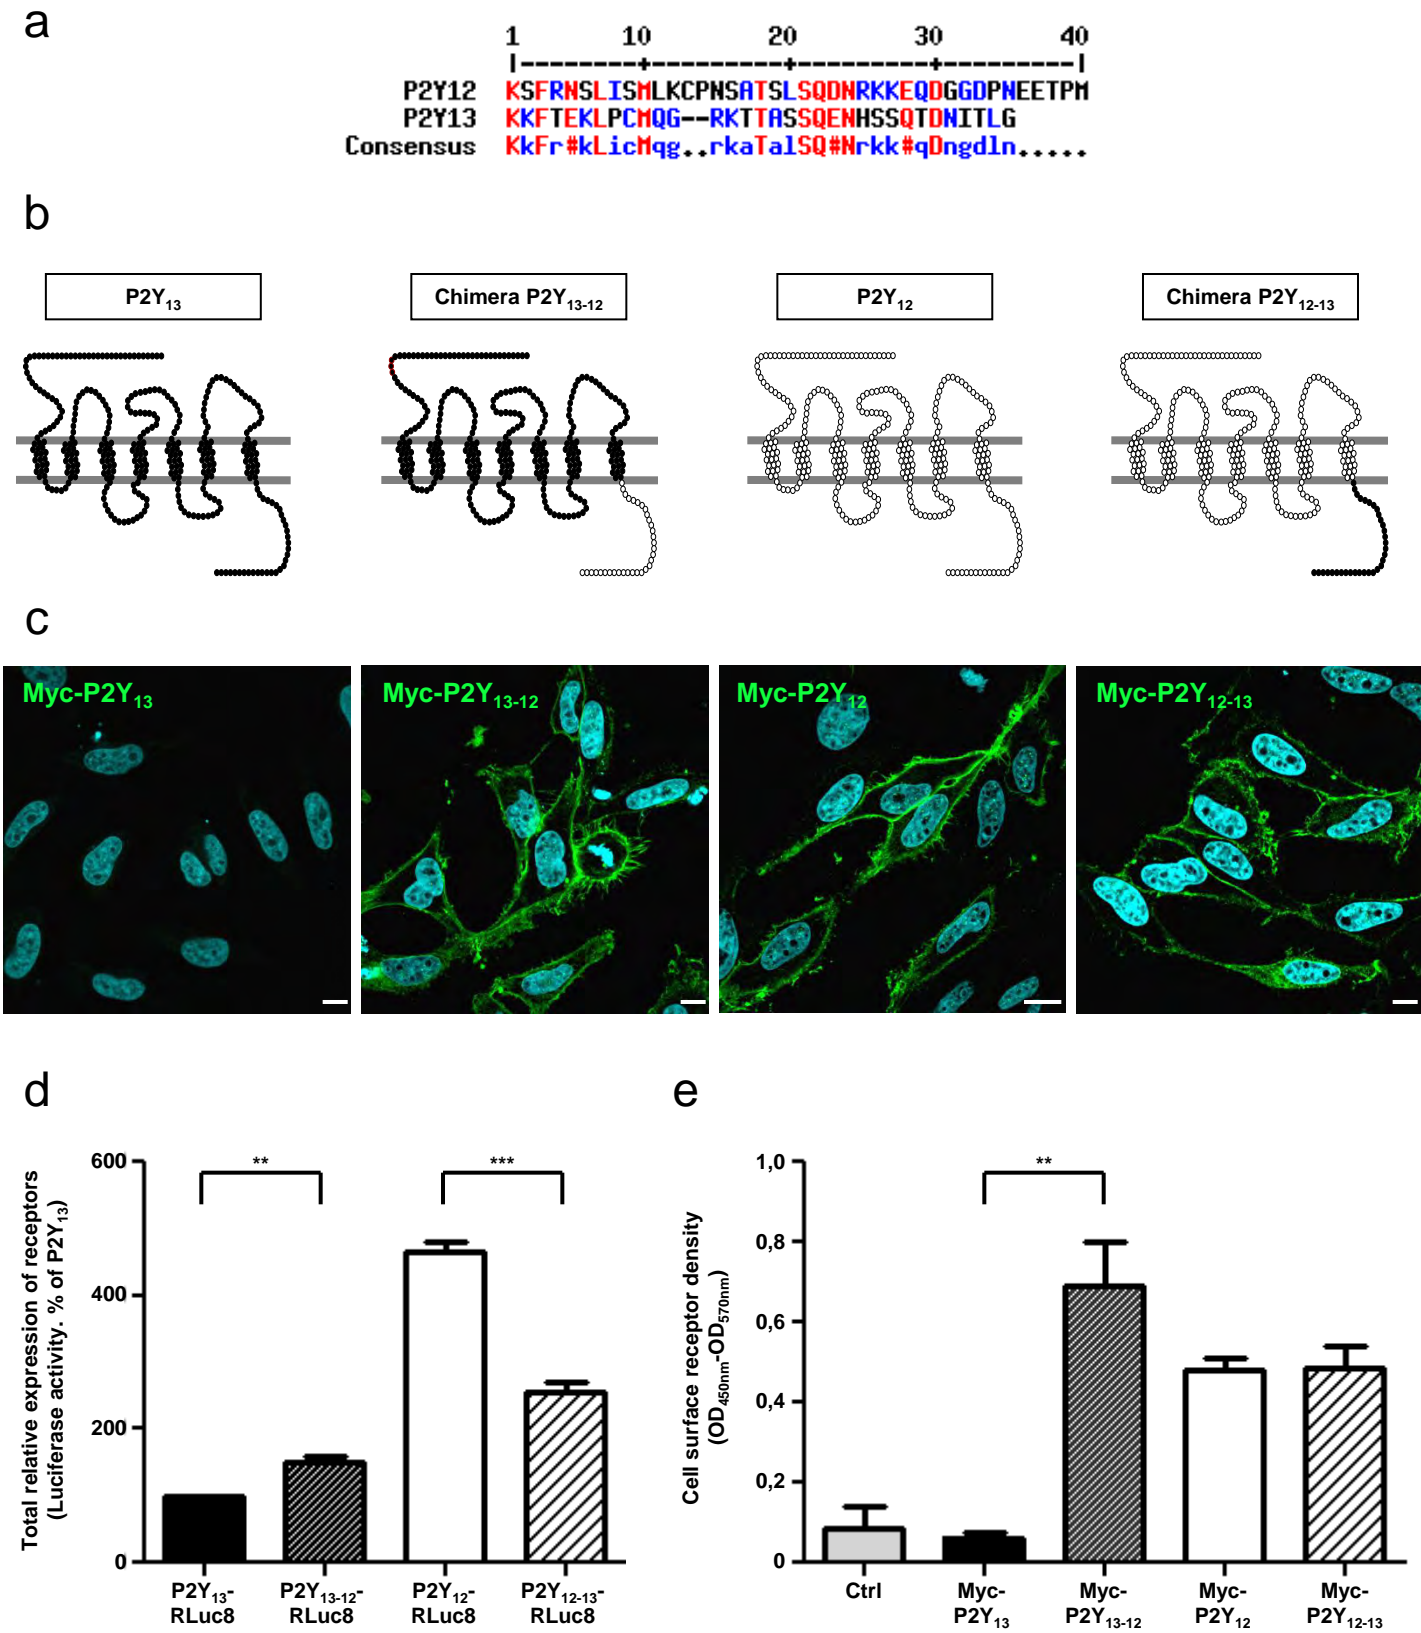 a
1 10 20 30 40
|--------+---------+---------+---------|
P2Y12 KSFRNSLISMLKCPNSATSLSQDNRKKEQDGGDPNEETPM
P2Y13 KKFTEKLPCMQG--RKTTASSQENHSSQTDNITLG
Consensus KkFr#kLicMqg..rkaTalSQ#Nrkk#qDngdln.....
b
P2Y13 Chimera P2Y13-12 P2Y12 Chimera P2Y12-13
c
Myc-P2Y13 Myc-P2Y13-12 Myc-P2Y12 Myc-P2Y12-13
d
Total relative expression of receptors
(Luciferase activity. % of P2Y13)
600
400
200
0
** ***
P2Y13- P2Y13-12- P2Y12- P2Y12-13-
RLuc8 RLuc8 RLuc8 RLuc8
e
Cell surface receptor density
(OD450nm-OD570nm)
1,0
0,8
0,6
0,4
0,2
0
**
Ctrl Myc- Myc- Myc- Myc-
P2Y13 P2Y13-12 P2Y12 P2Y12-13